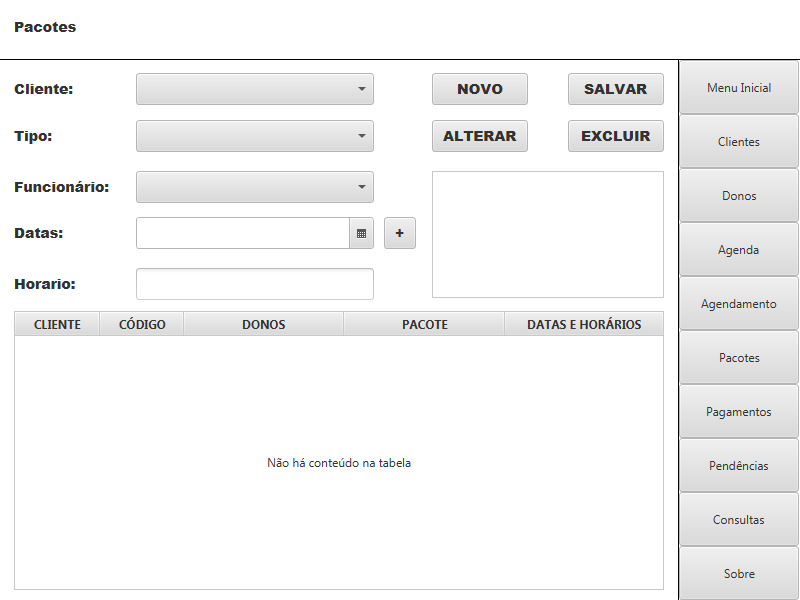 Pacotes
Cliente:
NOVO
SALVAR
Tipo:
ALTERAR
EXCLUIR
Funcionário:
Datas:
+
Horario:
CLIENTE
CÓDIGO
DONOS
PACOTE
DATAS E HORÁRIOS
Não há conteúdo na tabela
Menu Inicial
Clientes
Donos
Agenda
Agendamento
Pacotes
Pagamentos
Pendências
Consultas
Sobre